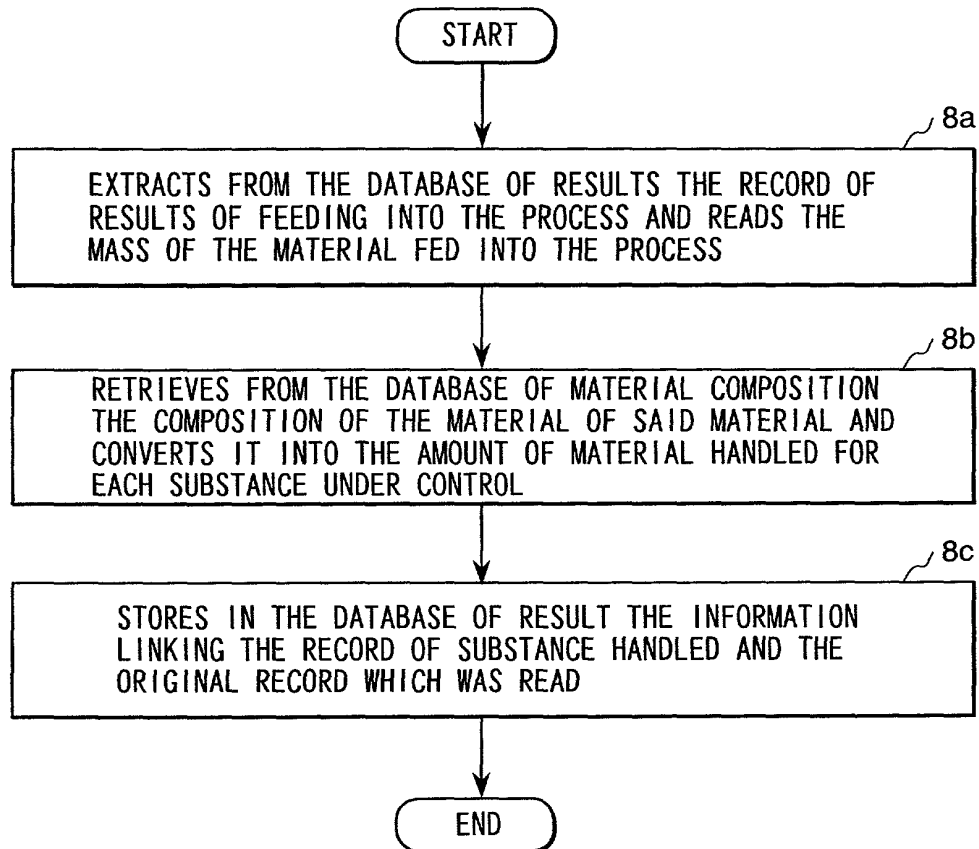 START
8a
EXTRACTS FROM THE DATABASE OF RESULTS THE RECORD OF
RESULTS OF FEEDING INTO THE PROCESS AND READS THE
MASS OF THE MATERIAL FED INTO THE PROCESS
8b
RETRIEVES FROM THE DATABASE OF MATERIAL COMPOSITION
THE COMPOSITION OF THE MATERIAL OF SAID MATERIAL AND
CONVERTS IT INTO THE AMOUNT OF MATERIAL HANDLED FOR
EACH SUBSTANCE UNDER CONTROL
8c
STORES IN THE DATABASE OF RESULT THE INFORMATION
LINKING THE RECORD OF SUBSTANCE HANDLED AND THE
ORIGINAL RECORD WHICH WAS READ
END